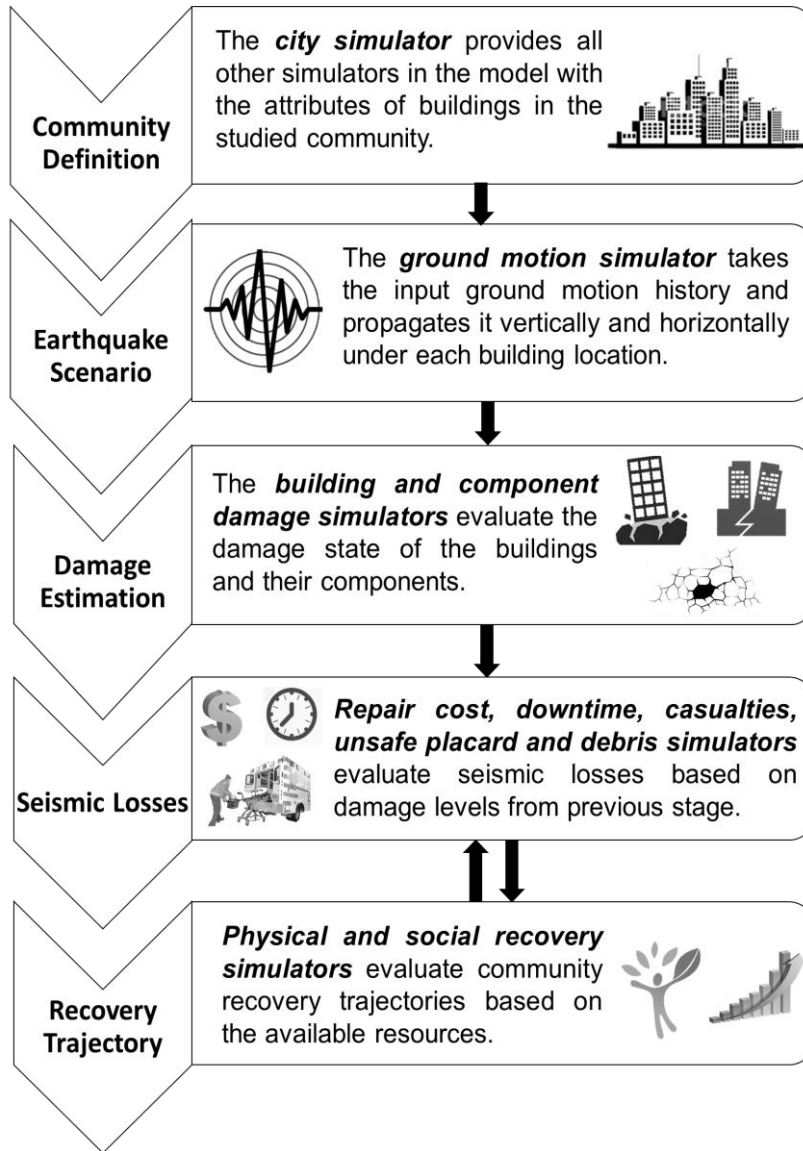 Community
Definition
The city simulator provides all
other simulators in the model with
the attributes of buildings in the
studied community.
Earthquake
Scenario
The ground motion simulator takes
the input ground motion history and
propagates it vertically and horizontally
under each building location.
Damage
Estimation
The building and component
damage simulators evaluate the
damage state of the buildings
and their components.
Seismic Losses
$
Repair cost, downtime, casualties,
unsafe placard and debris simulators
evaluate seismic losses based on
damage levels from previous stage.
Recovery
Trajectory
Physical and social recovery
simulators evaluate community
recovery trajectories based on
the available resources.